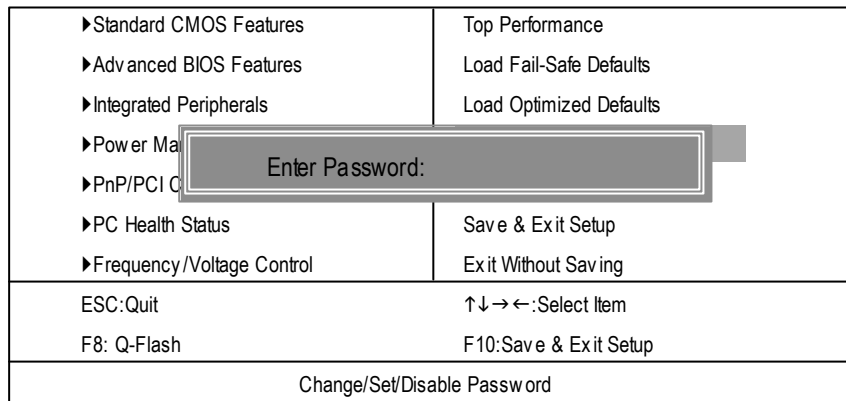 ▶Standard CMOS Features
Top Performance
▶Advanced BIOS Features
Load Fail-Safe Defaults
▶Integrated Peripherals
Load Optimized Defaults
▶Power Ma
Enter Password:
▶PnP/PCI C
▶PC Health Status
Save & Exit Setup
▶Frequency/Voltage Control
Exit Without Saving
ESC:Quit
↑↓→←:Select Item
F8: Q-Flash
F10:Save & Exit Setup
Change/Set/Disable Password